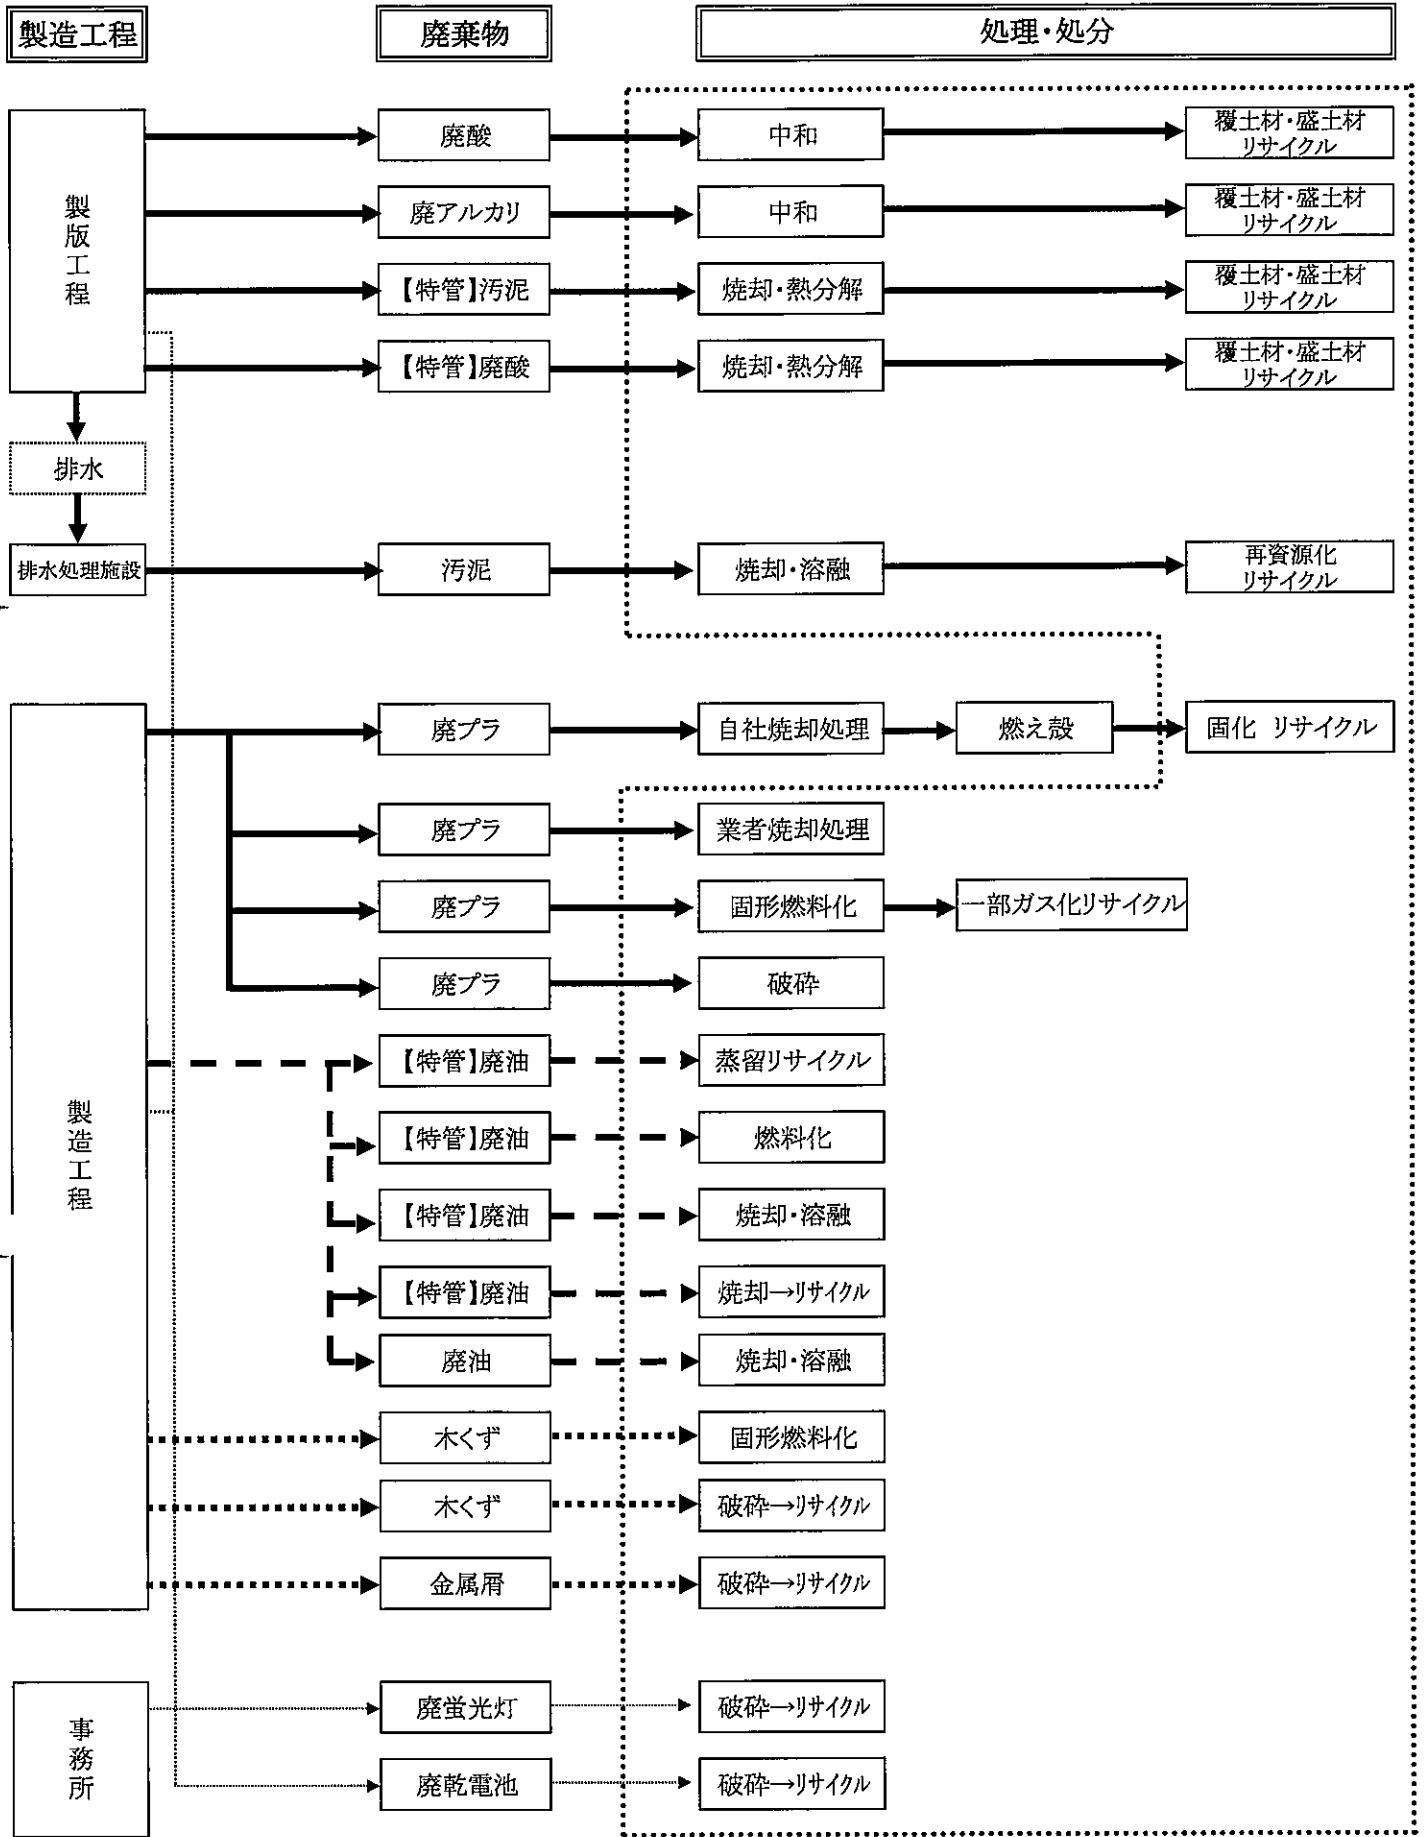 製造工程
廃棄物
処理・処分
製版工程
廃酸
中和
覆土材・盛土材
リサイクル
廃アルカリ
中和
覆土材・盛土材
リサイクル
【特管】汚泥
焼却・熱分解
覆土材・盛土材
リサイクル
【特管】廃酸
焼却・熱分解
覆土材・盛土材
リサイクル
排水
排水処理施設
汚泥
焼却・溶融
再資源化
リサイクル
製造工程
廃プラ
自社焼却処理
燃え殻
固化 リサイクル
廃プラ
業者焼却処理
廃プラ
固形燃料化
一部ガス化リサイクル
廃プラ
破砕
【特管】廃油
蒸留リサイクル
【特管】廃油
燃料化
【特管】廃油
焼却・溶融
【特管】廃油
焼却→リサイクル
廃油
焼却・溶融
木くず
固形燃料化
木くず
破砕→リサイクル
金属屑
破砕→リサイクル
事務所
廃蛍光灯
破砕→リサイクル
廃乾電池
破砕→リサイクル